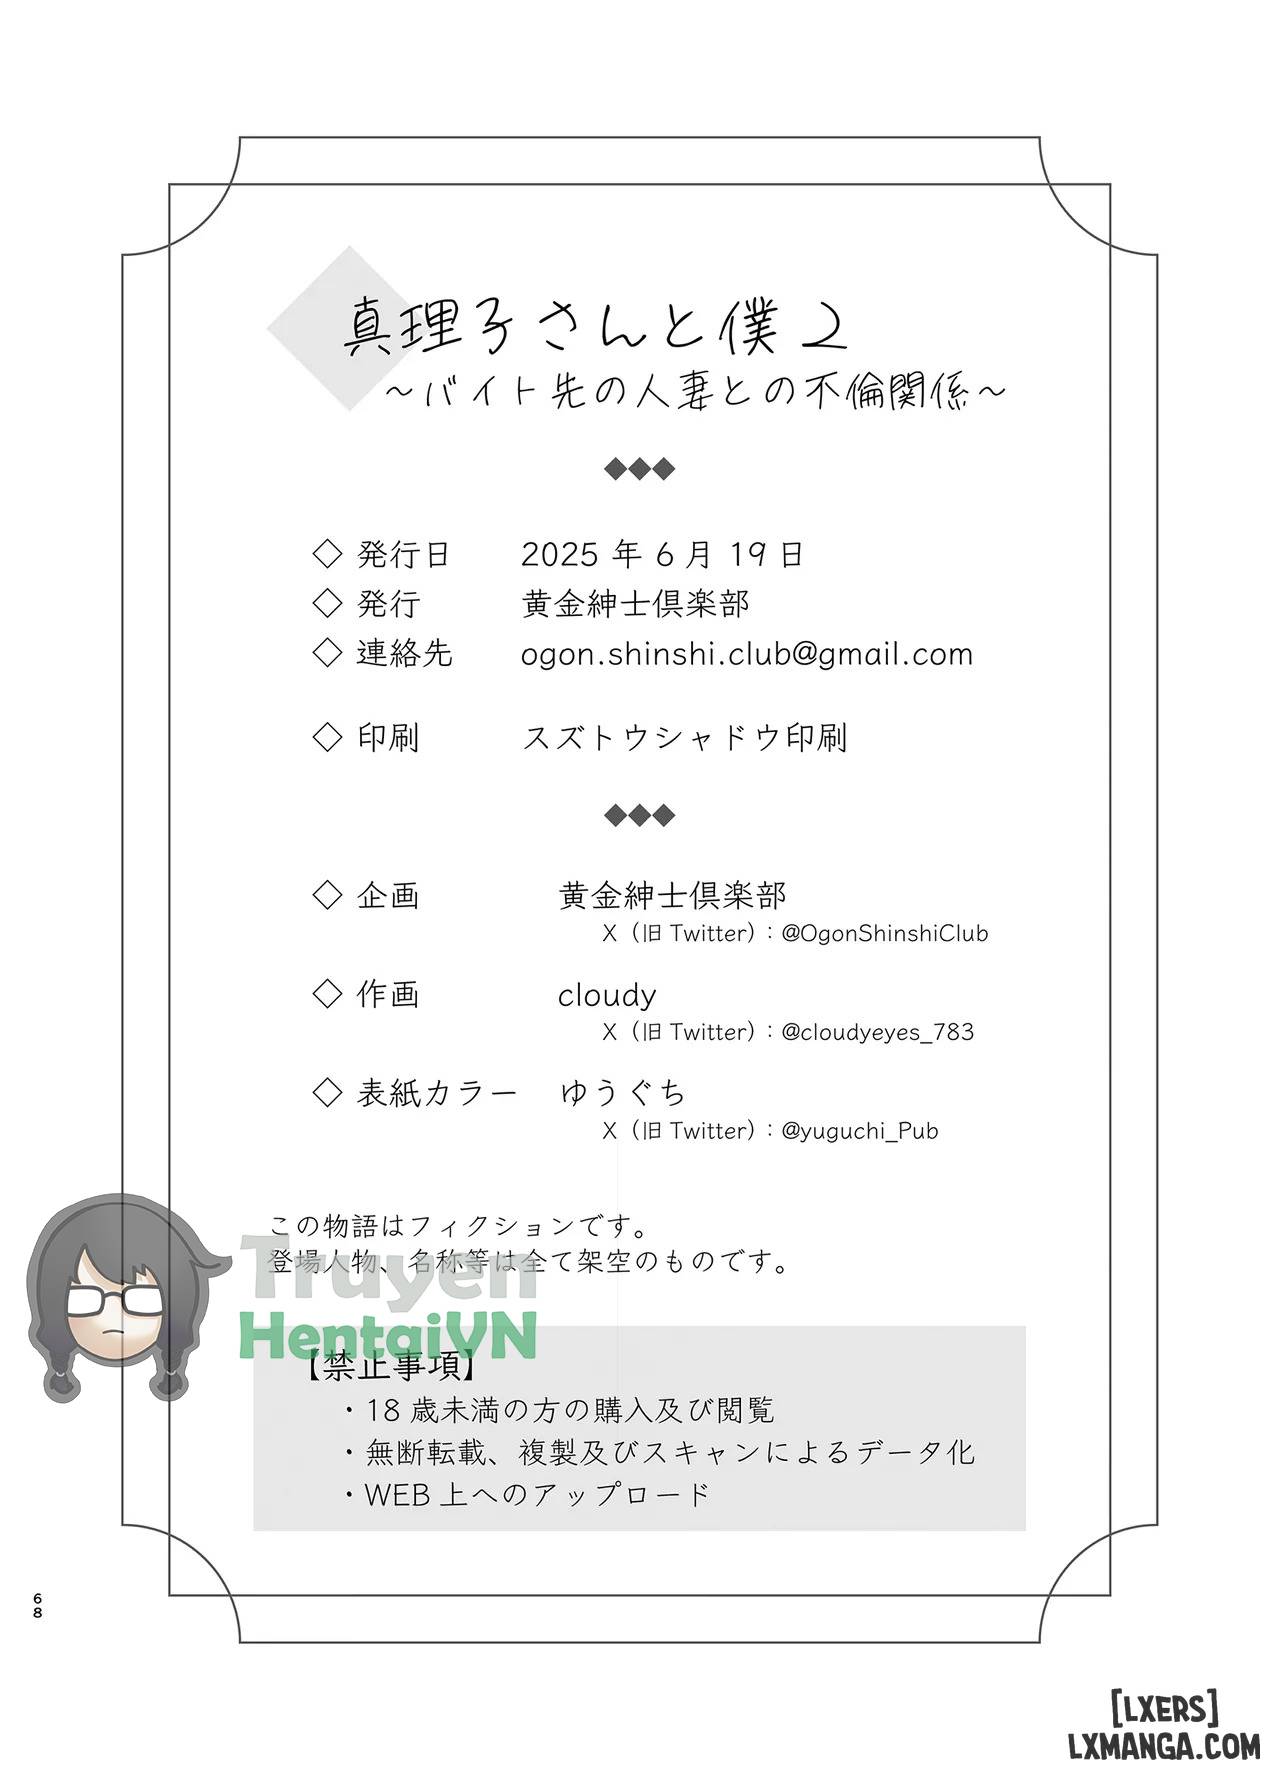 真理子さんと僕2
～バイト先の人妻との不倫関係～
◆◆◆
◇ 発行日 2025 年 6 月 19 日
◇ 発行 黄金紳士倶楽部
◇ 連絡先 ogon.shinshi.club@gmail.com
◇ 印刷 スズトウシャドウ印刷
◆◆◆
◇ 企画 黄金紳士倶楽部
X（旧 Twitter）：@OgonShinshiClub
◇ 作画 cloudy
X（旧 Twitter）：@cloudyeyes_783
◇ 表紙カラー ゆうぐち
X（旧 Twitter）：@yuguchi_Pub
この物語はフィクションです。
登場人物、名称等は全て架空のものです。
Truyen
HentaiVN
【禁止事項】
・18 歳未満の方の購入及び閲覧
・無断転載、複製及びスキャンによるデータ化
・WEB 上へのアップロード
68
[LXERS]
LXMANGA.COM